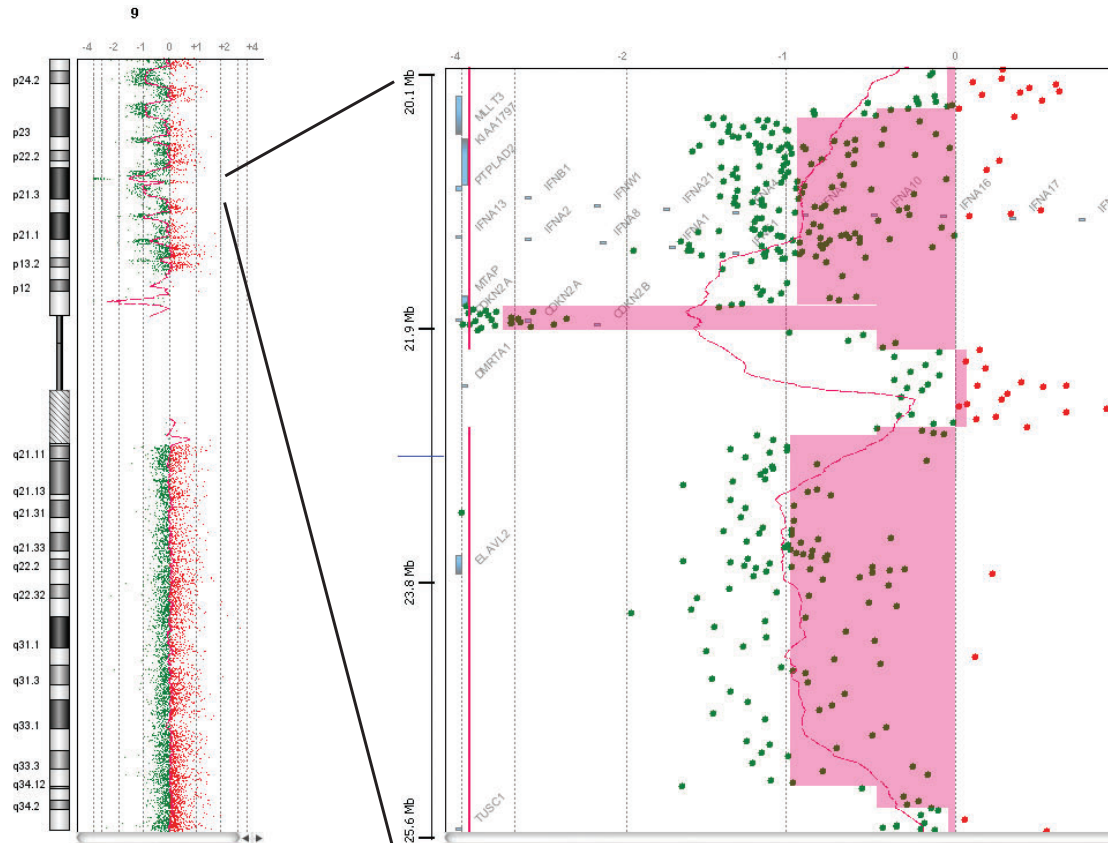 9
-4 -2 -1 0 +1 +2 +4
p24.2
p23
p22.2
p21.3
p21.1
p13.2
p12
q21.11
q21.13
q21.31
q21.33
q22.2
q22.32
q31.1
q31.3
q33.1
q33.3
q34.12
q34.2
-4 -2 -1 0
20.1 Mb
21.9 Mb
23.8 Mb
25.6 Mb
MLLT3
KIAA1797
PTPLAD2
IFNB1
IFNW1
IFNA21
IFNA10
IFNA16
IFNA17
IFNA13
IFNA2
IFNA8
IFNA1
MTAP
CDKN2A
CDKN2A
CDKN2B
DMRTA1
ELAVL2
TUSC1